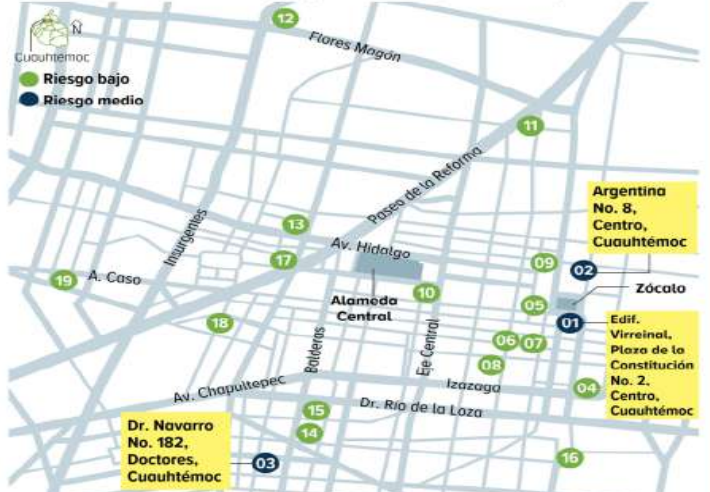 N
Cuauhtémoc
Riesgo bajo
Riesgo medio
12
Flores Magón
11
Paseo de la Reforma
Argentina
No. 8,
Centro,
Cuauhtémoc
Insurgentes
13
Av. Hidalgo
17
09
02
19
A. Caso
Alameda
Central
10
05
Zócalo
18
01
Edif.
Virreinal,
Plaza de la
Constitución
No. 2,
Centro,
Cuauhtémoc
Balderas
Eje Central
06
07
08
Av. Chapultepec
Izazaga
04
15
Dr. Río de la Loza
14
Dr. Navarro
No. 182,
Doctores,
Cuauhtémoc
03
16